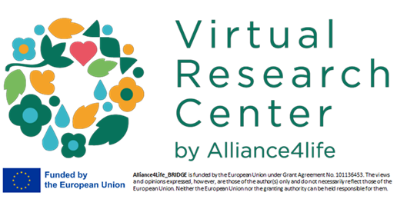 Virtual
Research
Center
by Alliance4life
Funded by
the European Union
Alliance4Life_BRIDGE is funded by the European Union under Grant Agreement No. 101136453. The views
and opinions expressed, however, are those of the author(s) only and do not necessarily reflect those of the
European Union. Neither the European Union nor the granting authority can be held responsible for them.